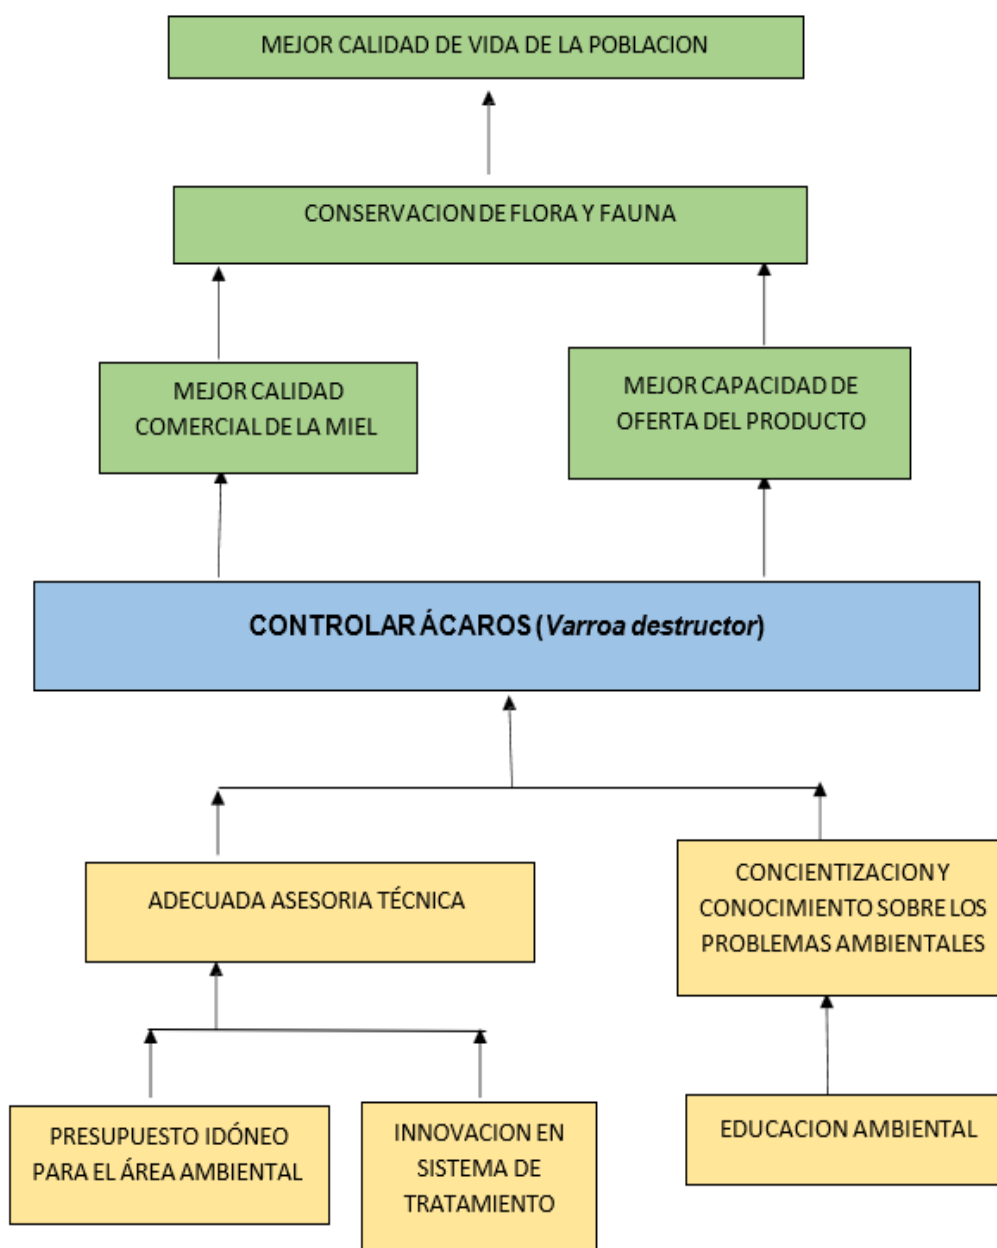 MEJOR CALIDAD DE VIDA DE LA POBLACION
CONSERVACION DE FLORA Y FAUNA
MEJOR CALIDAD
COMERCIAL DE LA MIEL
MEJOR CAPACIDAD DE
OFERTA DEL PRODUCTO
CONTROLAR ÁCAROS (Varroa destructor)
ADECUADA ASESORIA TÉCNICA
CONCIENTIZACION Y
CONOCIMIENTO SOBRE LOS
PROBLEMAS AMBIENTALES
PRESUPUESTO IDÓNEO
PARA EL ÁREA AMBIENTAL
INNOVACION EN
SISTEMA DE
TRATAMIENTO
EDUCACION AMBIENTAL